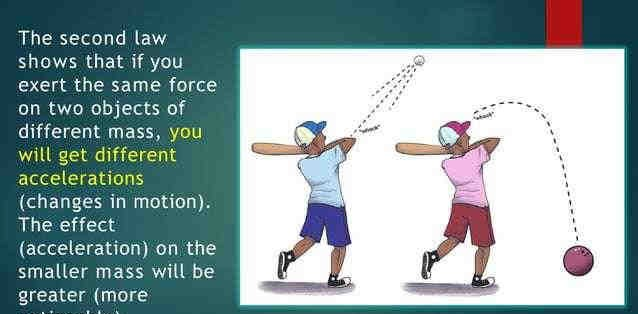 The second law
shows that if you
exert the same force
on two objects of
different mass, you
will get different
accelerations
(changes in motion).
The effect
(acceleration) on the
smaller mass will be
greater (more